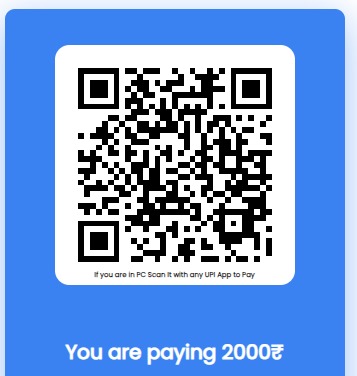 If you are in PC Scan It with any UPI App to Pay
You are paying 2000₹